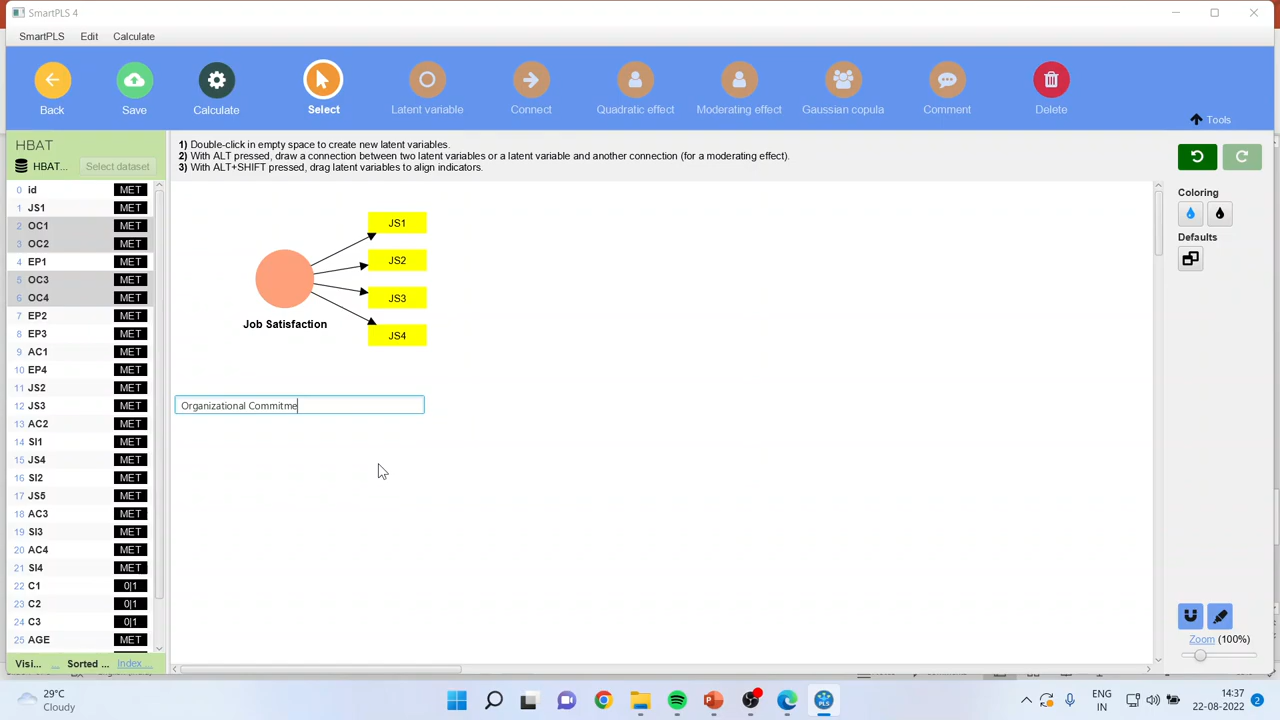 SmartPLS 4
SmartPLS Edit Calculate
Back Save Calculate Select Latent variable Connect Quadratic effect Moderating effect Gaussian copula Comment Delete
Tools
HBAT
HBAT... Select dataset
1) Double-click in empty space to create new latent variables.
2) With ALT pressed, draw a connection between two latent variables or a latent variable and another connection (for a moderating effect).
3) With ALT+SHIFT pressed, drag latent variables to align indicators.
0 id MET
1 JS1 MET
2 OC1 MET
3 OC2 MET
4 EP1 MET
5 OC3 MET
6 OC4 MET
7 EP2 MET
8 EP3 MET
9 AC1 MET
10 EP4 MET
11 JS2 MET
12 JS3 MET
13 AC2 MET
14 SI1 MET
15 JS4 MET
16 SI2 MET
17 JS5 MET
18 AC3 MET
19 SI3 MET
20 AC4 MET
21 SI4 MET
22 C1 0|1
23 C2 0|1
24 C3 0|1
25 AGE MET
Visi... ... Sorted ... Index ...
JS1
JS2
JS3
JS4
Job Satisfaction
Organizational Commitme
Coloring
Defaults
Zoom (100%)
29°C
Cloudy
PLS
ENG
IN
14:37
22-08-2022
2